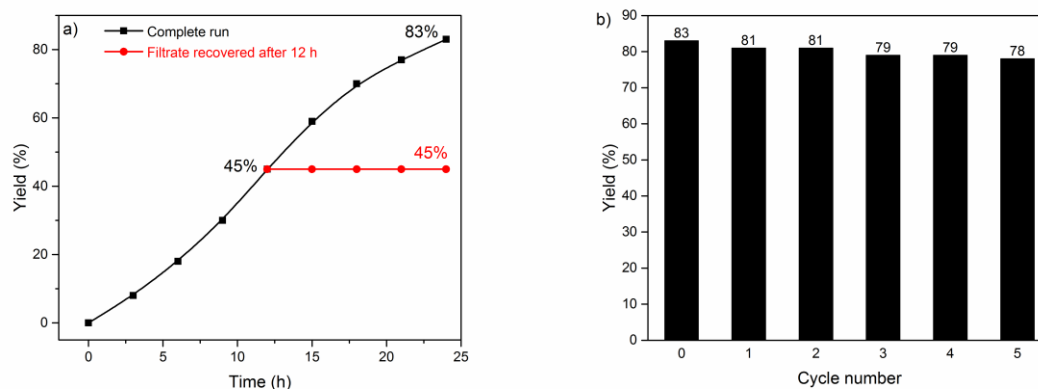 a)
Complete run
Filtrate recovered after 12 h
83%
45%
45%
80
60
40
20
0
Yield (%)
0 5 10 15 20 25
Time (h)
b)
90
80
70
60
50
40
30
20
10
0
Yield (%)
83 81 81 79 79 78
0 1 2 3 4 5
Cycle number